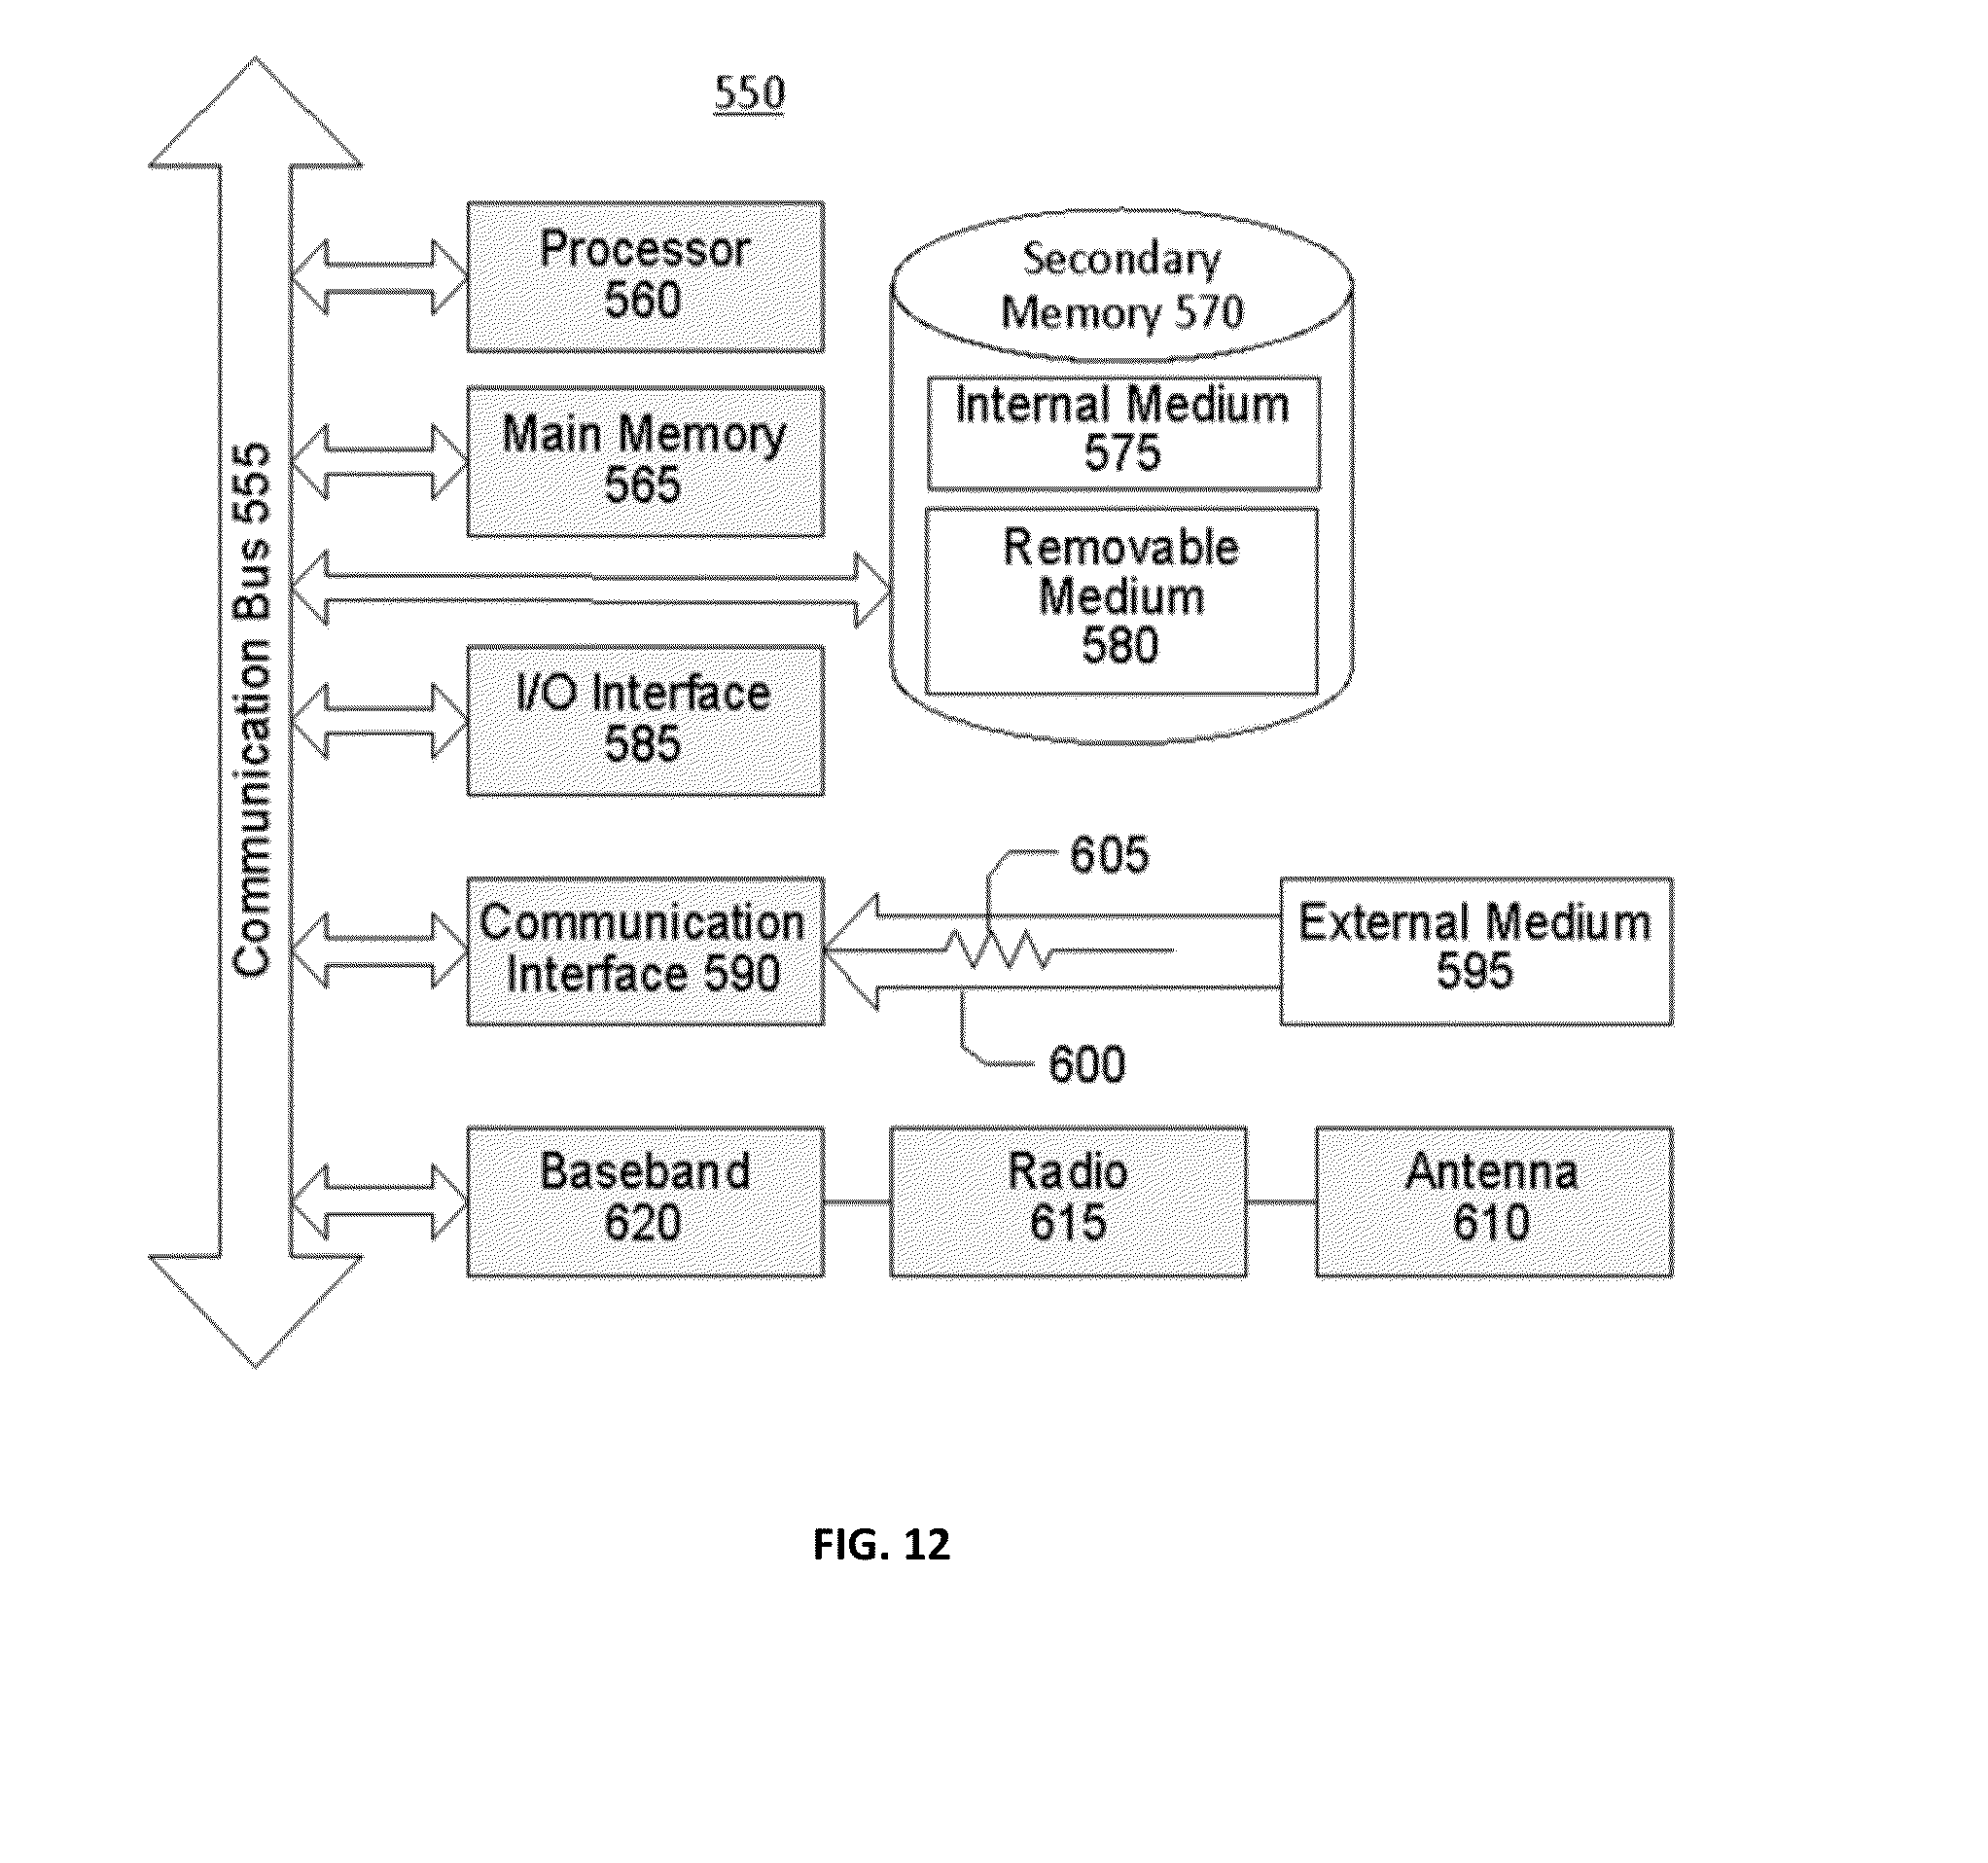 550
Communication Bus 555
Processor
560
Secondary
Memory 570
Main Memory
565
Internal Medium
575
Removable
Medium
580
I/O Interface
585
605
Communication
Interface 590
External Medium
595
600
Baseband
620
Radio
615
Antenna
610
FIG. 12